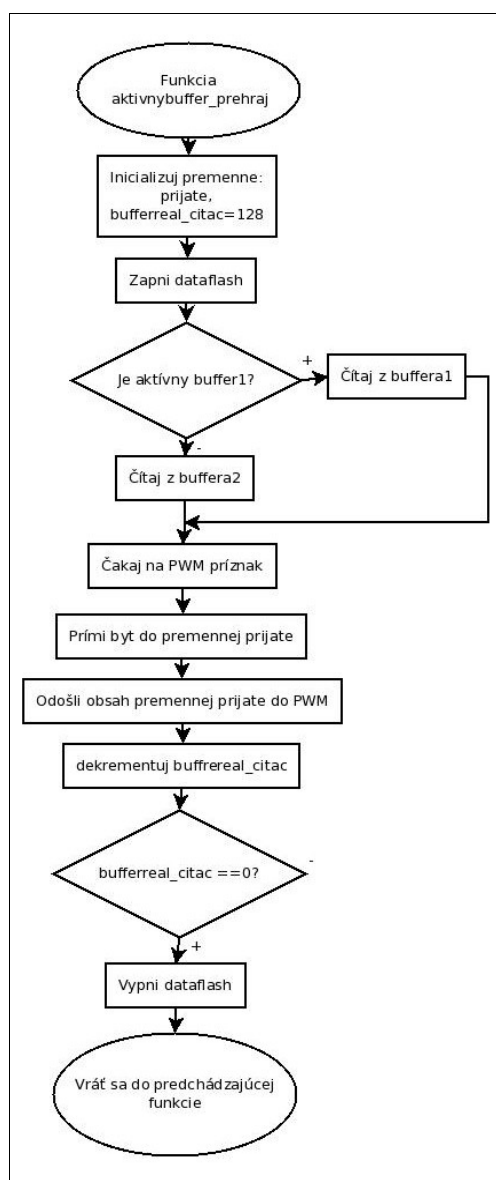 Funkcia
aktivnybuffer_prehraj
Inicializuj premenne:
prijate,
bufferreal_citac=128
Zapni dataflash
Je aktívny buffer1?
+
Čítaj z buffera1
-
Čítaj z buffera2
Čakaj na PWM príznak
Prími byt do premennej prijate
Odošli obsah premennej prijate do PWM
dekrementuj buffrereal_citac
bufferreal_citac ==0?
-
+
Vypni dataflash
Vráť sa do predchádzajúcej
funkcie